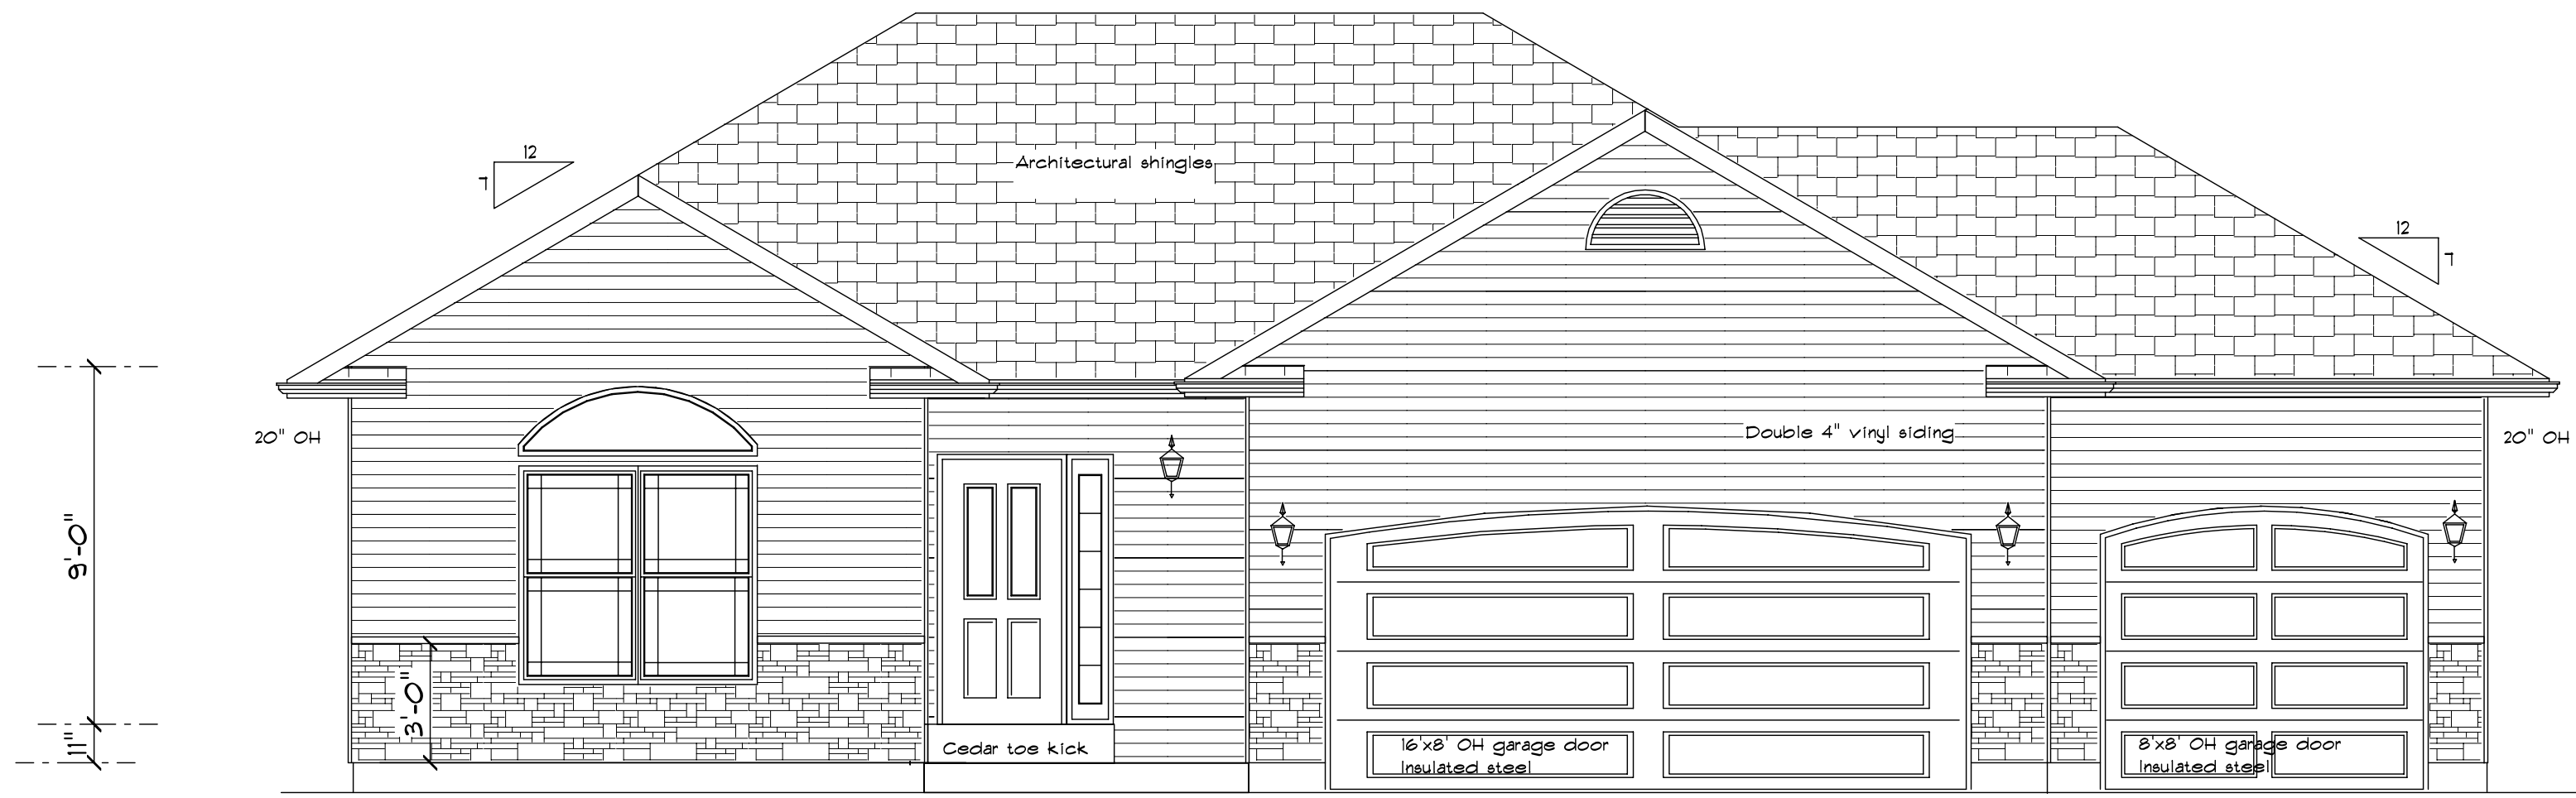 12
7
Architectural shingles
12
7
20" OH
Double 4" vinyl siding
20" OH
9'-0"
3'-0"
11"
Cedar toe kick
16'x8' OH garage door
Insulated steel
8'x8' OH garage door
Insulated steel